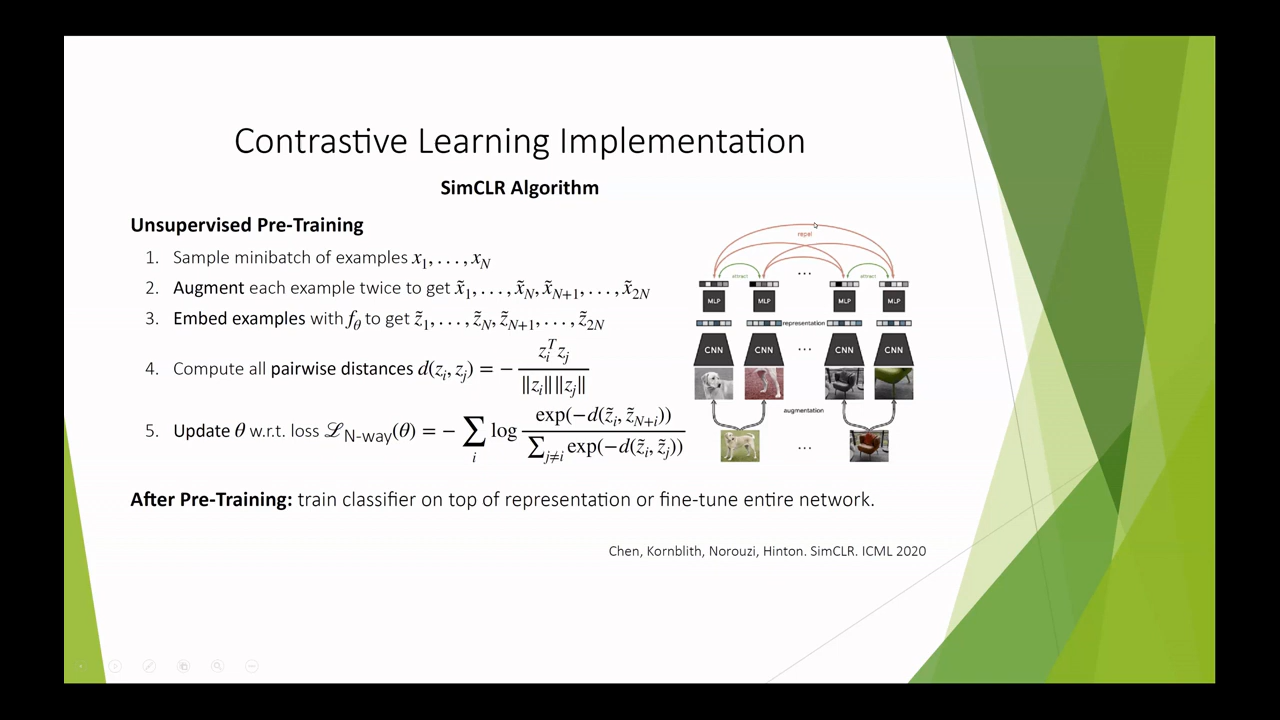 Contrastive Learning Implementation
SimCLR Algorithm
Unsupervised Pre-Training
1. Sample minibatch of examples x₁, . . . , x_N
2. Augment each example twice to get x̃₁, . . . , x̃_N, x̃_{N+1}, . . . , x̃_{2N}
3. Embed examples with f_θ to get z̃₁, . . . , z̃_N, z̃_{N+1}, . . . , z̃_{2N}
4. Compute all pairwise distances d(z_i, z_j) = − z_i^T z_j / ||z_i|| ||z_j||
5. Update θ w.r.t. loss ℒ_{N-way}(θ) = − ∑_i log exp(−d(z̃_i, z̃_{N+i})) / ∑_{j≠i} exp(−d(z̃_i, z̃_j))
repel
attract ... attract
MLP MLP MLP MLP
representation
CNN CNN ... CNN CNN
augmentation
...
After Pre-Training: train classifier on top of representation or fine-tune entire network.
Chen, Kornblith, Norouzi, Hinton. SimCLR. ICML 2020